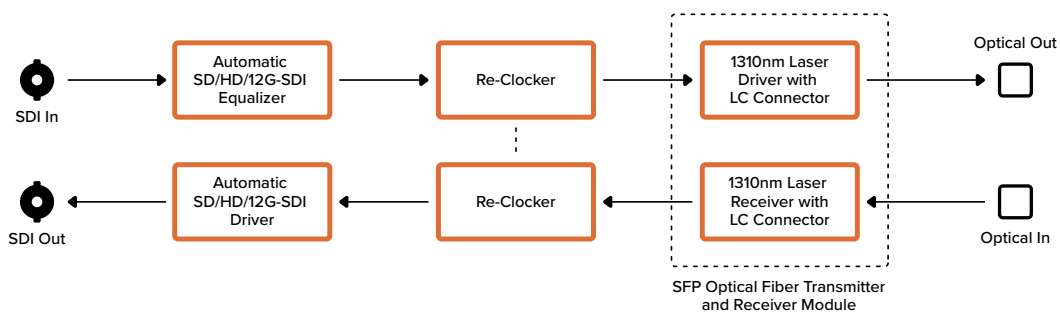 SDI In
Automatic
SD/HD/12G-SDI
Equalizer
Re-Clocker
1310nm Laser
Driver with
LC Connector
Optical Out
SDI Out
Automatic
SD/HD/12G-SDI
Driver
Re-Clocker
1310nm Laser
Receiver with
LC Connector
Optical In
SFP Optical Fiber Transmitter
and Receiver Module